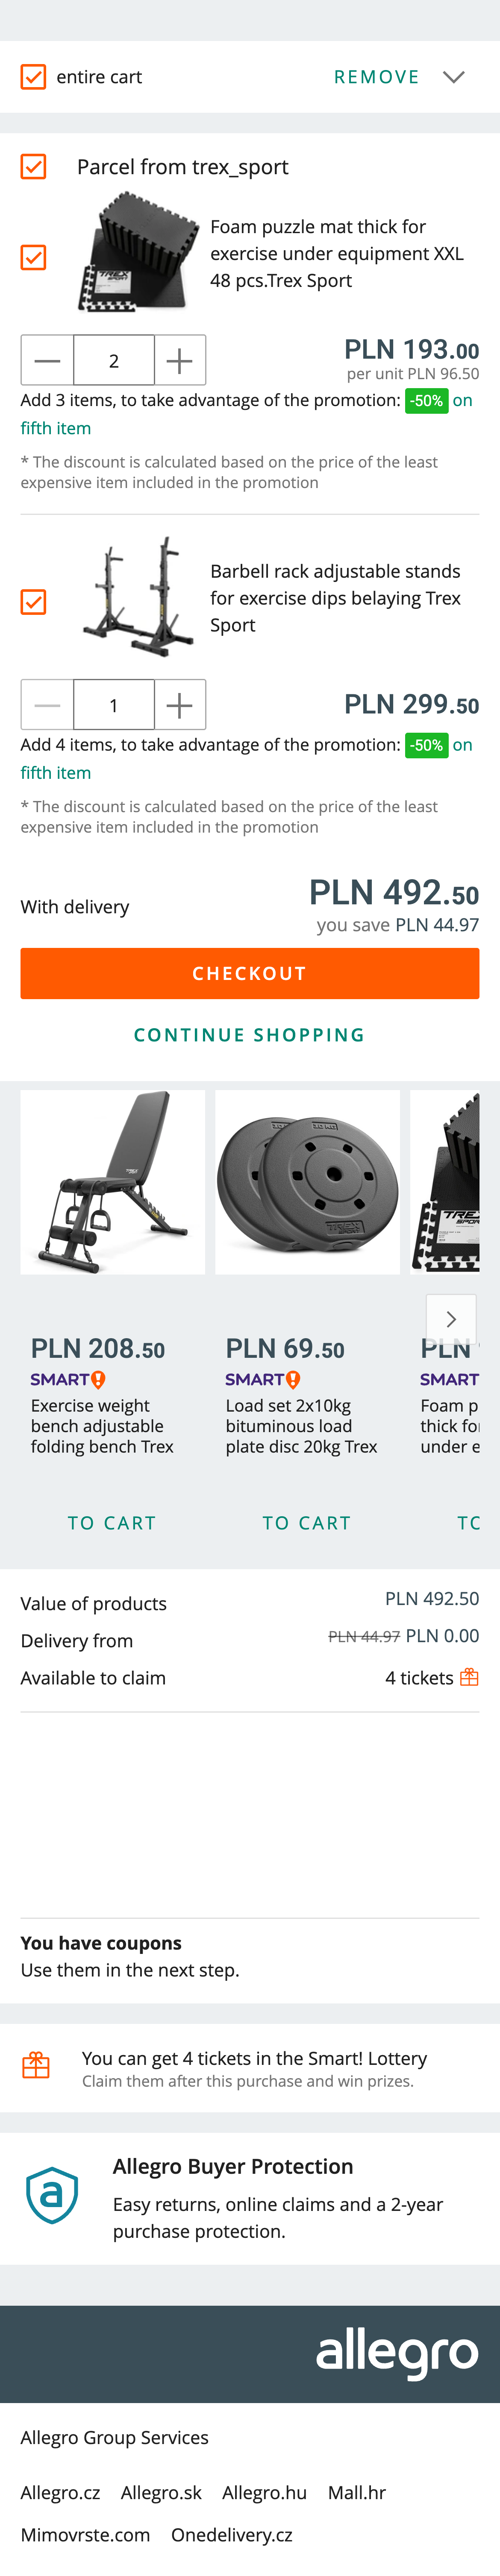 entire cart
REMOVE
Parcel from trex_sport
Foam puzzle mat thick for
exercise under equipment XXL
48 pcs.Trex Sport
2
PLN 193.00
per unit PLN 96.50
Add 3 items, to take advantage of the promotion: -50% on
fifth item
* The discount is calculated based on the price of the least
expensive item included in the promotion
Barbell rack adjustable stands
for exercise dips belaying Trex
Sport
1
PLN 299.50
Add 4 items, to take advantage of the promotion: -50% on
fifth item
* The discount is calculated based on the price of the least
expensive item included in the promotion
With delivery
PLN 492.50
you save PLN 44.97
CHECKOUT
CONTINUE SHOPPING
PLN 208.50
SMART!
Exercise weight
bench adjustable
folding bench Trex
TO CART
PLN 69.50
SMART!
Load set 2x10kg
bituminous load
plate disc 20kg Trex
TO CART
PLN
SMART
Foam p
thick fo
under e
TC
Value of products
PLN 492.50
Delivery from
PLN 44.97 PLN 0.00
Available to claim
4 tickets
You have coupons
Use them in the next step.
You can get 4 tickets in the Smart! Lottery
Claim them after this purchase and win prizes.
a
Allegro Buyer Protection
Easy returns, online claims and a 2-year
purchase protection.
allegro
Allegro Group Services
Allegro.cz Allegro.sk Allegro.hu Mall.hr
Mimovrste.com Onedelivery.cz